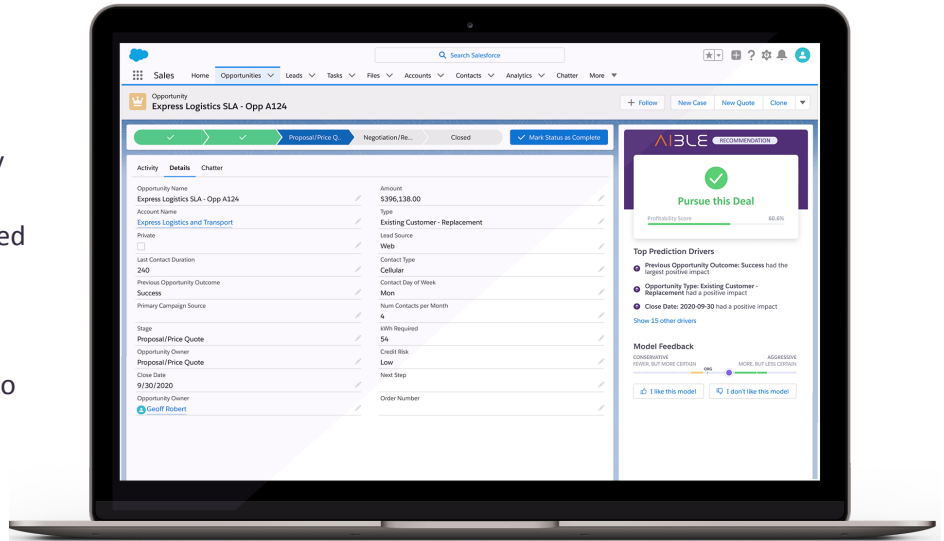 ed
Search Salesforce
Sales Home Opportunities Leads Tasks Files Accounts Contacts Analytics Chatter More
Opportunity
Express Logistics SLA - Opp A124
Follow New Case New Quote Clone
Proposal/Price Q.. Negotiation/Re... Closed Mark Status as Complete
Activity Details Chatter
Opportunity Name
Express Logistics SLA - Opp A124
Account Name
Express Logistics and Transport
Private
Last Contact Duration
240
Previous Opportunity Outcome
Success
Primary Campaign Source
Stage
Proposal/Price Quote
Opportunity Owner
Proposal/Price Quote
Close Date
9/30/2020
Opportunity Owner
Geoff Robert
Amount
$396,138.00
Type
Existing Customer - Replacement
Lead Source
Web
Contact Type
Cellular
Contact Day of Week
Mon
Num Contacts per Month
4
kWh Required
54
Credit Risk
Low
Next Step
Order Number
AIBLE RECOMMENDATION
Pursue this Deal
Profitability Score 60.6%
Top Prediction Drivers
Previous Opportunity Outcome: Success had the
largest positive impact
Opportunity Type: Existing Customer -
Replacement had a positive impact
Close Date: 2020-09-30 had a positive impact
Show 15 other drivers
Model Feedback
CONSERVATIVE AGGRESSIVE
FEWER, BUT MORE CERTAIN MORE, BUT LESS CERTAIN
ORG
I like this model I don't like this model